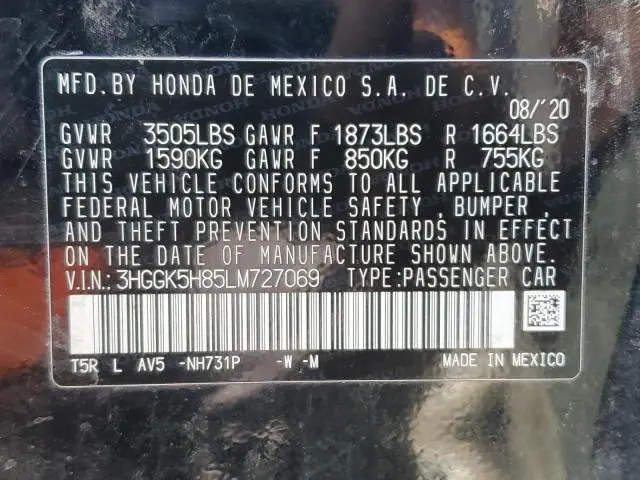 MFD. BY HONDA DE MEXICO S.A. DE C.V.
08/'20
GVWR 3505LBS GAWR F 1873LBS R 1664LBS
GVWR 1590KG GAWR F 850KG R 755KG
THIS VEHICLE CONFORMS TO ALL APPLICABLE
FEDERAL MOTOR VEHICLE SAFETY , BUMPER ,
AND THEFT PREVENTION STANDARDS IN EFFECT
ON THE DATE OF MANUFACTURE SHOWN ABOVE.
V.I.N.: 3HGGK5H85LM727069 TYPE:PASSENGER CAR
T5R L AV5 -NH731P -W -M MADE IN MEXICO